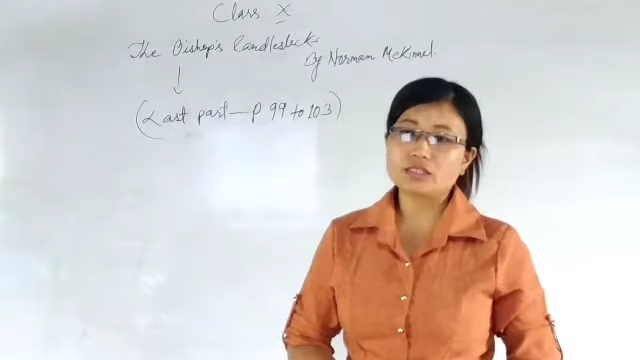 Class X
The Bishop's Candlesticks
By Norman McKinnel.
(Last part — P 99 to 103)